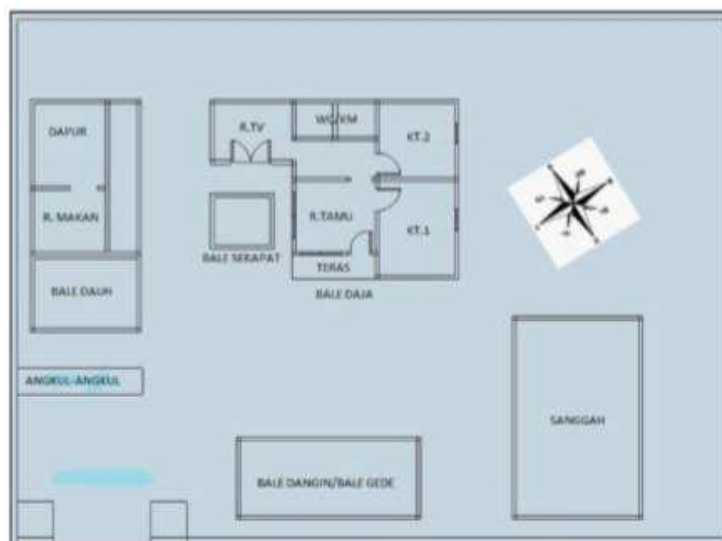 DAPUR
R. MAKAN
BALE DAUH
ANGKUL-ANGKUL
R.TV
WC/KM
KT.2
R.TAMU
KT.1
TERAS
BALE SEKAPAT
BALE DAJA
SANGGAH
BALE DANGIN/BALE GEDE